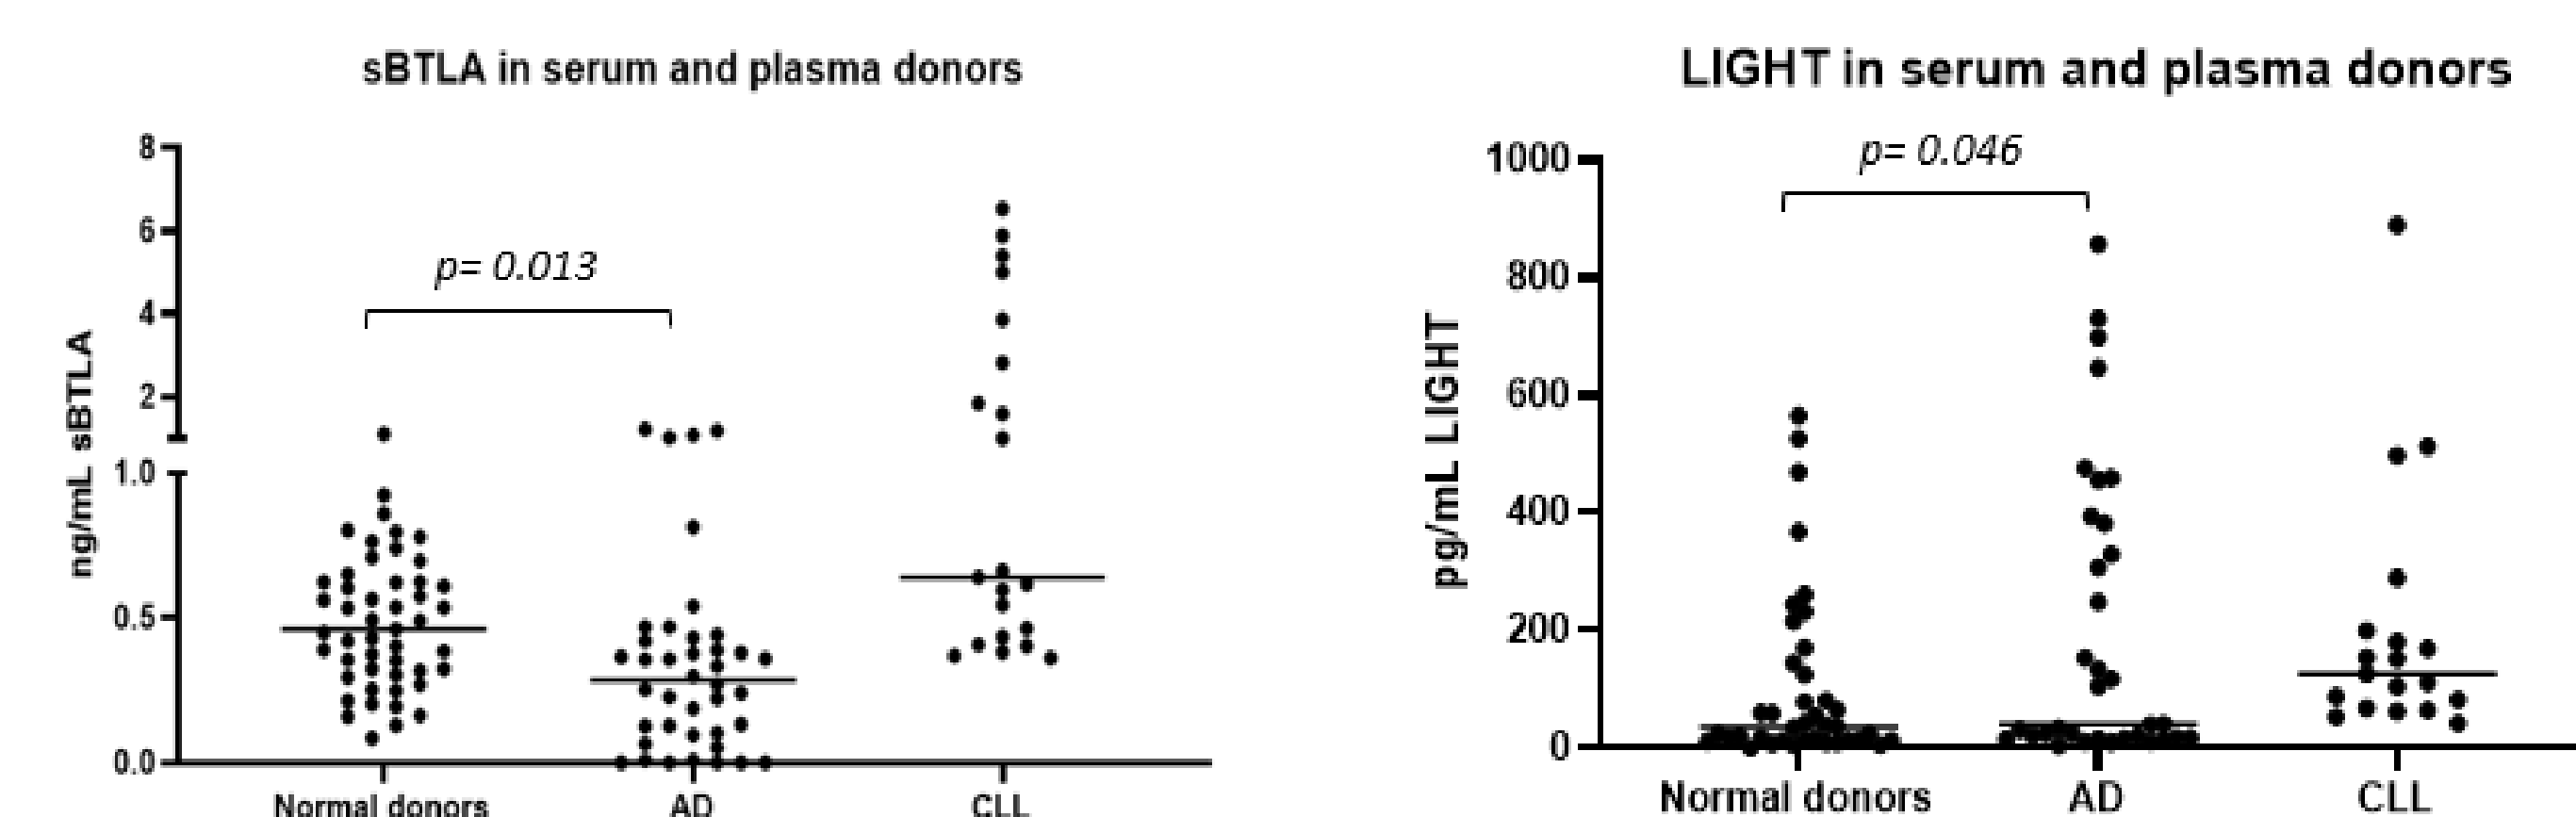 sBTLA in serum and plasma donors
ng/mL sBTLA
8
6
4
2
1.0
0.5
0.0
p= 0.013
Normal donors
AD
CLL
LIGHT in serum and plasma donors
pg/mL LIGHT
1000
800
600
400
200
0
p= 0.046
Normal donors
AD
CLL